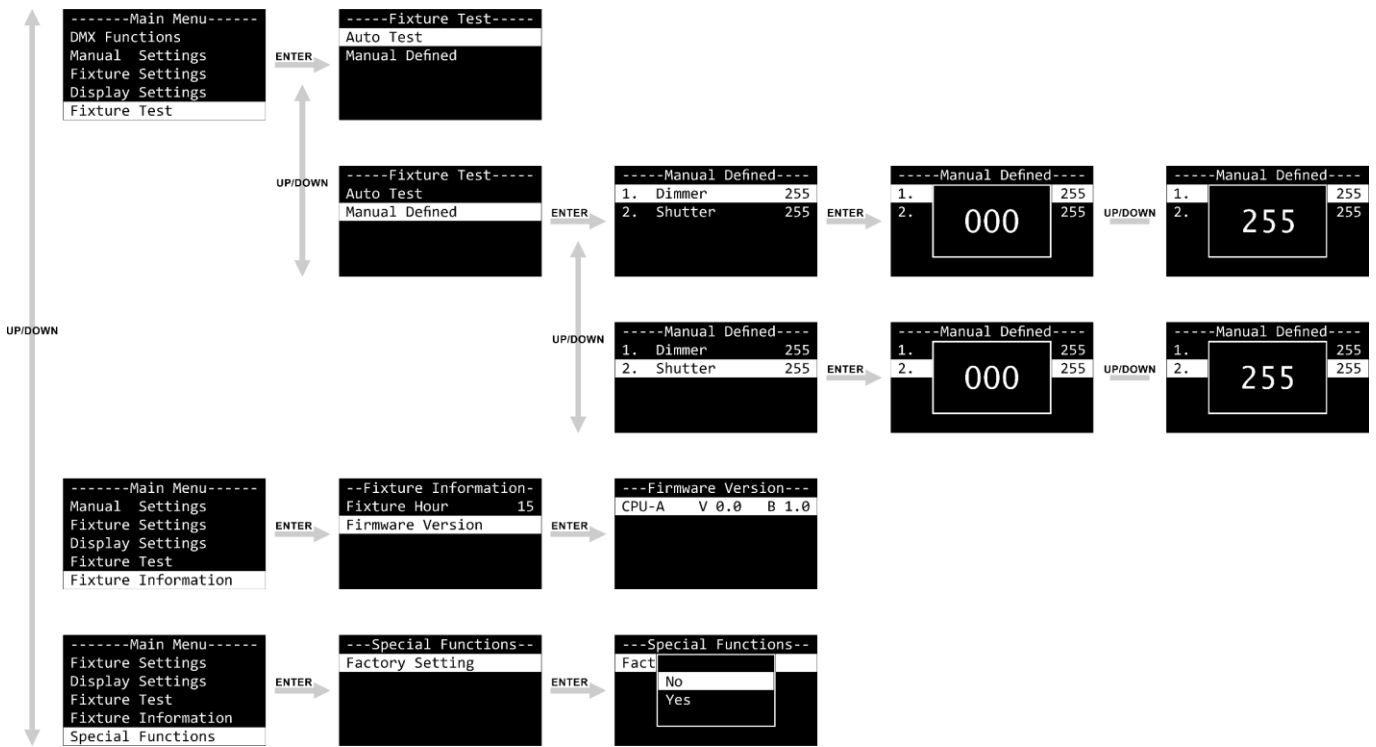 -------Main Menu------
DMX Functions
Manual  Settings
Fixture Settings
Display Settings
Fixture Test
ENTER
-----Fixture Test-----
Auto Test
Manual Defined
UP/DOWN
-----Fixture Test-----
Auto Test
Manual Defined
ENTER
-----Manual Defined----
1.  Dimmer  255
2.  Shutter  255
ENTER
-----Manual Defined----
1.  255
2.  255
000
UP/DOWN
-----Manual Defined----
1.  255
2.  255
255
UP/DOWN
UP/DOWN
-----Manual Defined----
1.  Dimmer  255
2.  Shutter  255
ENTER
-----Manual Defined----
1.  255
2.  255
000
UP/DOWN
-----Manual Defined----
1.  255
2.  255
255
-------Main Menu------
Manual  Settings
Fixture Settings
Display Settings
Fixture Test
Fixture Information
ENTER
--Fixture Information-
Fixture Hour  15
Firmware Version
ENTER
---Firmware Version---
CPU-A  V 0.0  B 1.0
-------Main Menu------
Fixture Settings
Display Settings
Fixture Test
Fixture Information
Special Functions
ENTER
---Special Functions--
Factory Setting
ENTER
---Special Functions--
Fact
No
Yes